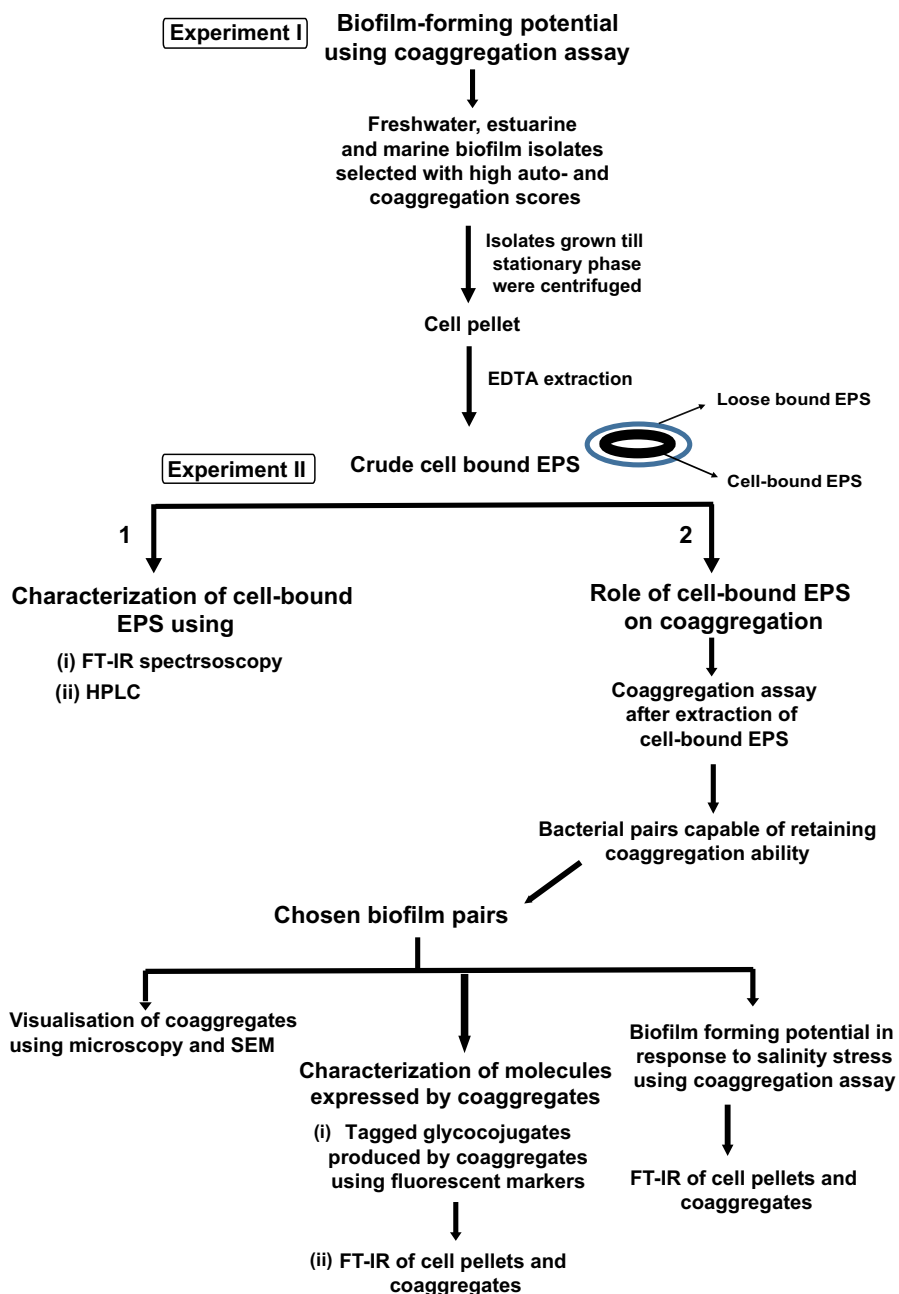 Experiment I
Biofilm-forming potential
using coaggregation assay
Freshwater, estuarine
and marine biofilm isolates
selected with high auto- and
coaggregation scores
Isolates grown till
stationary phase
were centrifuged
Cell pellet
EDTA extraction
Loose bound EPS
Experiment II
Crude cell bound EPS
Cell-bound EPS
1
2
Characterization of cell-bound
EPS using
(i) FT-IR spectrsoscopy
(ii) HPLC
Role of cell-bound EPS
on coaggregation
Coaggregation assay
after extraction of
cell-bound EPS
Bacterial pairs capable of retaining
coaggregation ability
Chosen biofilm pairs
Visualisation of coaggregates
using microscopy and SEM
Characterization of molecules
expressed by coaggregates
(i) Tagged glycocojugates
produced by coaggregates
using fluorescent markers
(ii) FT-IR of cell pellets and
coaggregates
Biofilm forming potential in
response to salinity stress
using coaggregation assay
FT-IR of cell pellets and
coaggregates